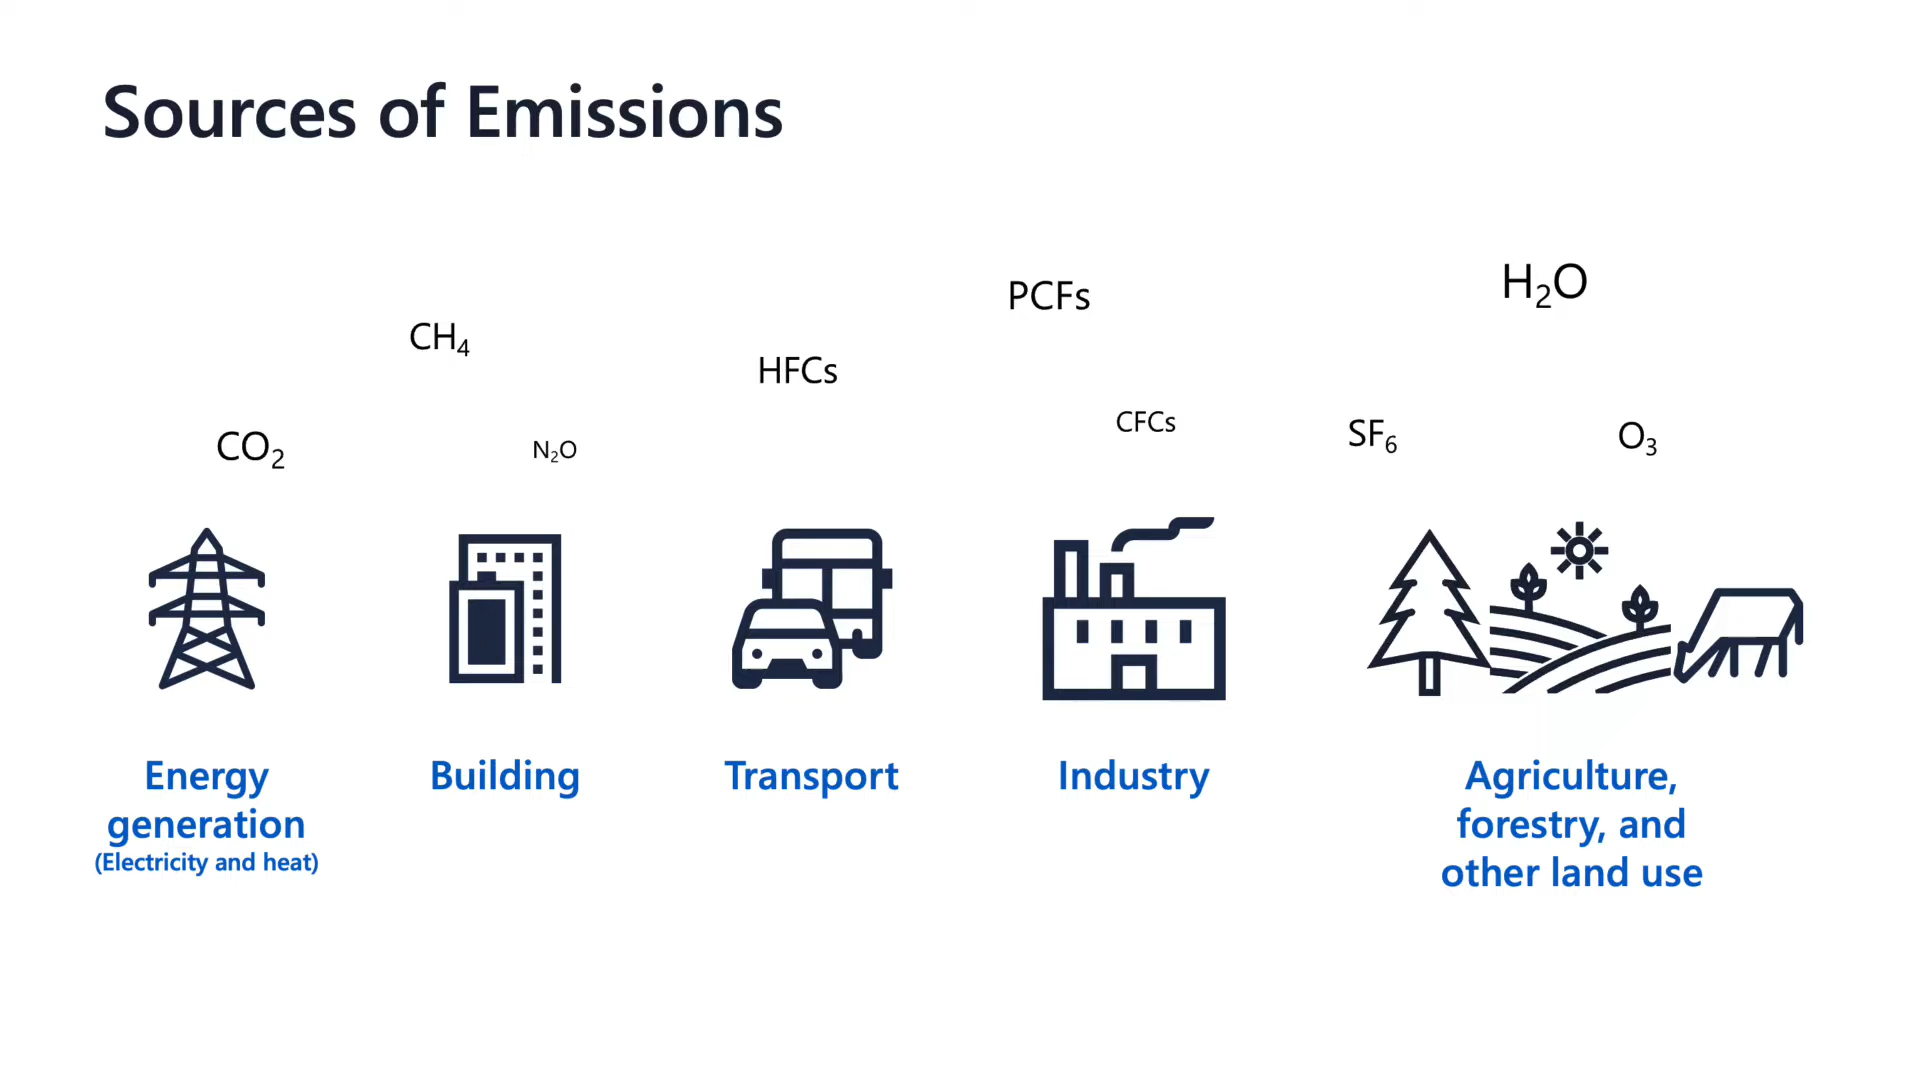 Sources of Emissions
H₂O
PCFs
CH₄
HFCs
CFCs
SF₆
O₃
CO₂
N₂O
Energy
generation
(Electricity and heat)
Building
Transport
Industry
Agriculture,
forestry, and
other land use